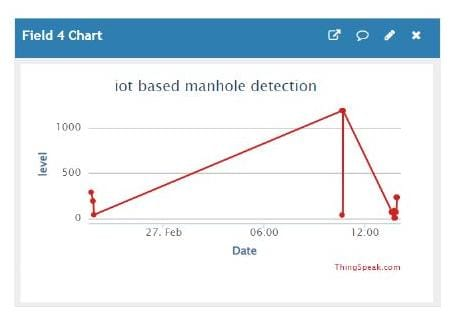 Field 4 Chart
iot based manhole detection
1000
500
0
level
27. Feb 06:00 12:00
Date
ThingSpeak.com